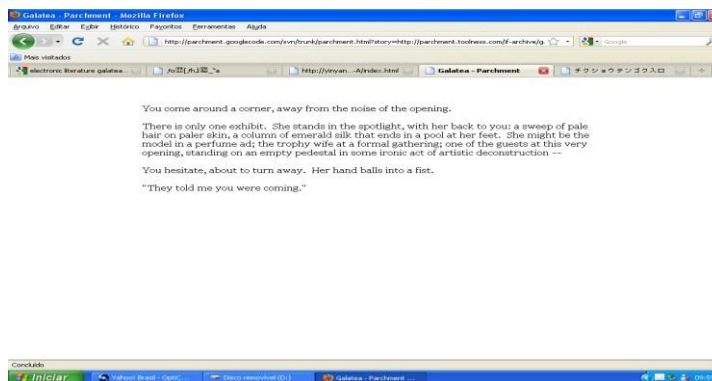 Galatea - Parchment - Mozilla Firefox
Arquivo Editar Exibir Histórico Favoritos Ferramentas Ajuda
http://parchment.googlecode.com/svn/trunk/parchment.html?story=http://parchment.toolness.com/if-archive/g Google
Mais visitados
electronic literature galatea... http://yinyan...-A/index.html Galatea - Parchment
You come around a corner, away from the noise of the opening.
There is only one exhibit. She stands in the spotlight, with her back to you: a sweep of pale
hair on paler skin, a column of emerald silk that ends in a pool at her feet. She might be the
model in a perfume ad; the trophy wife at a formal gathering; one of the guests at this very
opening, standing on an empty pedestal in some ironic act of artistic deconstruction --
You hesitate, about to turn away. Her hand balls into a fist.
"They told me you were coming."
Concluído
Iniciar Yahoo! Brasil - OptiC... Disco removível (D:) Galatea - Parchment ...